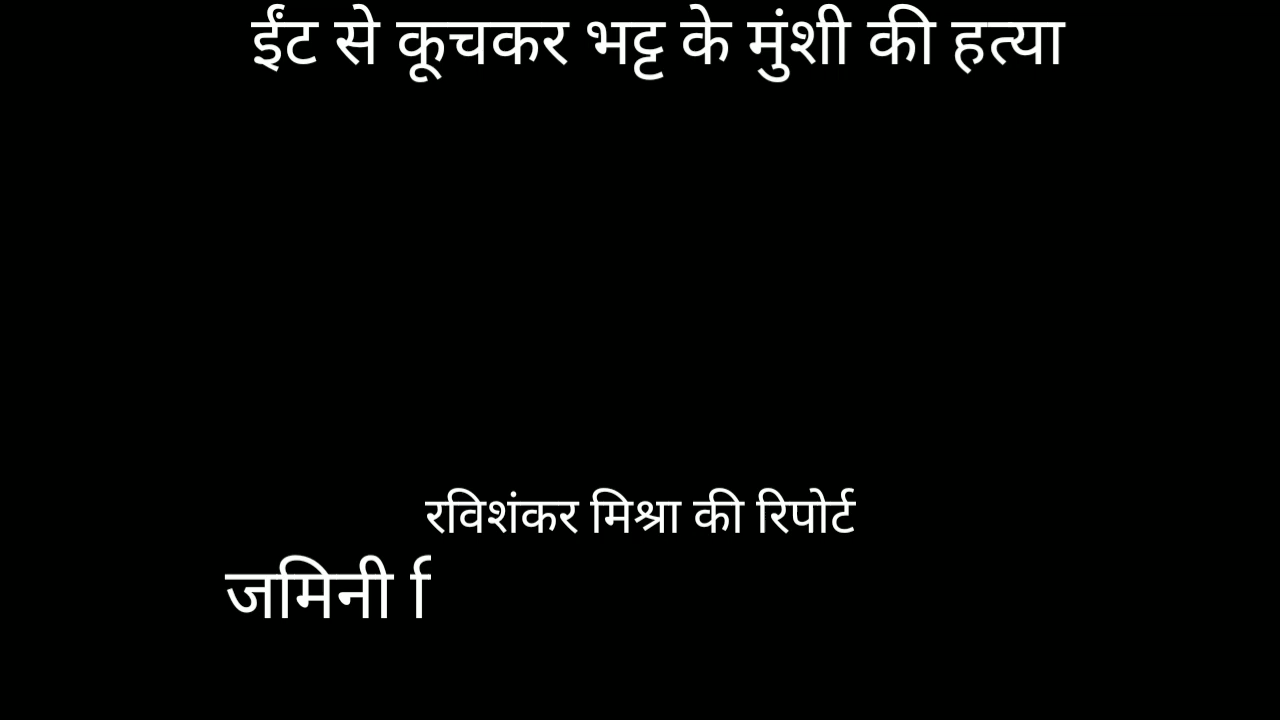 ईंट से कूचकर भट्ट के मुंशी की हत्या
रविशंकर मिश्रा की रिपोर्ट
जमिनी